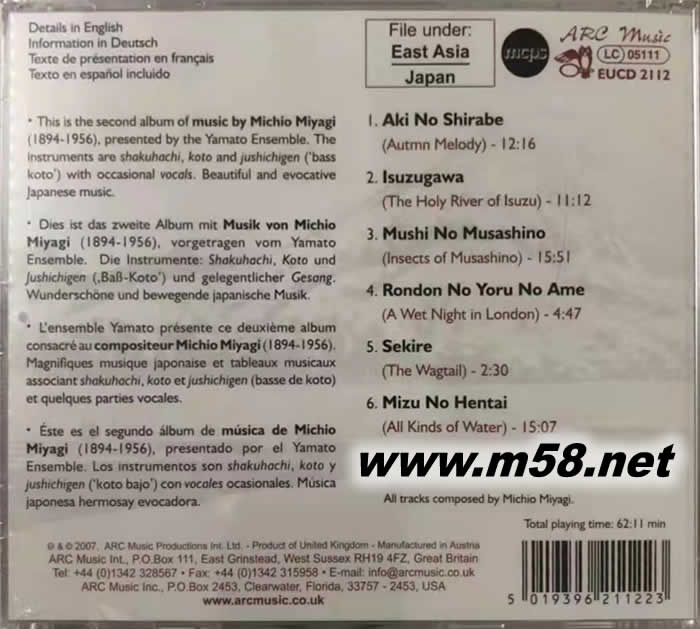 Details in English
Information in Deutsch
Texte de présentation en français
Texto en español incluido
File under:
East Asia
Japan
mcps
ARC Music
LC 05111
EUCD 2112
• This is the second album of music by Michio Miyagi
(1894-1956), presented by the Yamato Ensemble. The
instruments are shakuhachi, koto and jushichigen ('bass
koto') with occasional vocals. Beautiful and evocative
Japanese music.
• Dies ist das zweite Album mit Musik von Michio
Miyagi (1894-1956), vorgetragen vom Yamato
Ensemble. Die Instrumente: Shakuhachi, Koto und
Jushichigen (‚Baß-Koto') und gelegentlicher Gesang.
Wunderschöne und bewegende japanische Musik.
• L'ensemble Yamato présente ce deuxième album
consacré au compositeur Michio Miyagi (1894-1956).
Magnifiques musique japonaise et tableaux musicaux
associant shakuhachi, koto et jushichigen (basse de koto)
et quelques parties vocales.
• Éste es el segundo álbum de música de Michio
Miyagi (1894-1956), presentado por el Yamato
Ensemble. Los instrumentos son shakuhachi, koto y
jushichigen ('koto bajo') con vocales ocasionales. Música
japonesa hermosay evocadora.
1. Aki No Shirabe
(Autmn Melody) - 12:16
2. Isuzugawa
(The Holy River of Isuzu) - 11:12
3. Mushi No Musashino
(Insects of Musashino) - 15:51
4. Rondon No Yoru No Ame
(A Wet Night in London) - 4:47
5. Sekire
(The Wagtail) - 2:30
6. Mizu No Hentai
(All Kinds of Water) - 15:07
www.m58.net
All tracks composed by Michio Miyagi.
Total playing time: 62:11 min
℗ & © 2007, ARC Music Productions Int. Ltd. - Product of United Kingdom - Manufactured in Austria
ARC Music Int., P.O.Box 111, East Grinstead, West Sussex RH19 4FZ, Great Britain
Tel: +44 (0)1342 328567 • Fax: +44 (0)1342 315958 • E-mail: info@arcmusic.co.uk
ARC Music Inc., P.O.Box 2453, Clearwater, Florida, 33757 - 2453, USA
www.arcmusic.co.uk
5 019396 211223